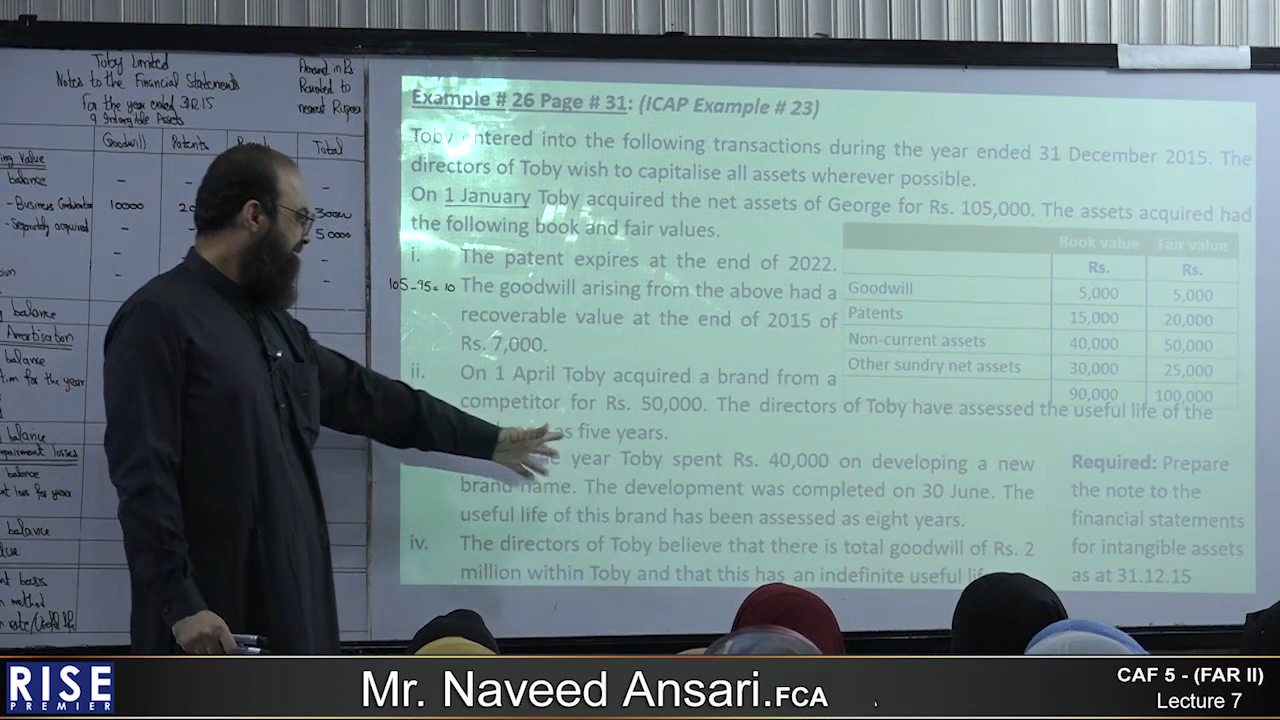 Toby Limited
Notes to the Financial Statements
For the year ended 31.12.15
Intangible Assets
Amount in Rs
Rounded to
nearest Rupees
Goodwill Patents Total
balance - - -
-Business 10000
-Separately acquired - 50000
- -
- -
balance
Amortisation
balance
for the year
balance
losses
balance
loss for year
balance
basis
method
rate/Useful life
Example # 26 Page # 31: (ICAP Example # 23)
Toby entered into the following transactions during the year ended 31 December 2015. The
directors of Toby wish to capitalise all assets wherever possible.
On 1 January Toby acquired the net assets of George for Rs. 105,000. The assets acquired had
the following book and fair values.
i. The patent expires at the end of 2022.
105-95=10 The goodwill arising from the above had a
recoverable value at the end of 2015 of
Rs. 7,000.
Book value Fair value
Rs. Rs.
Goodwill 5,000 5,000
Patents 15,000 20,000
Non-current assets 40,000 50,000
Other sundry net assets 30,000 25,000
90,000 100,000
ii. On 1 April Toby acquired a brand from a
competitor for Rs. 50,000. The directors of Toby have assessed the useful life of the
as five years.
year Toby spent Rs. 40,000 on developing a new
brand name. The development was completed on 30 June. The
useful life of this brand has been assessed as eight years.
iv. The directors of Toby believe that there is total goodwill of Rs. 2
million within Toby and that this has an indefinite useful
Required: Prepare
the note to the
financial statements
for intangible assets
as at 31.12.15
RISE
PREMIER
Mr. Naveed Ansari.FCA
CAF 5 - (FAR II)
Lecture 7